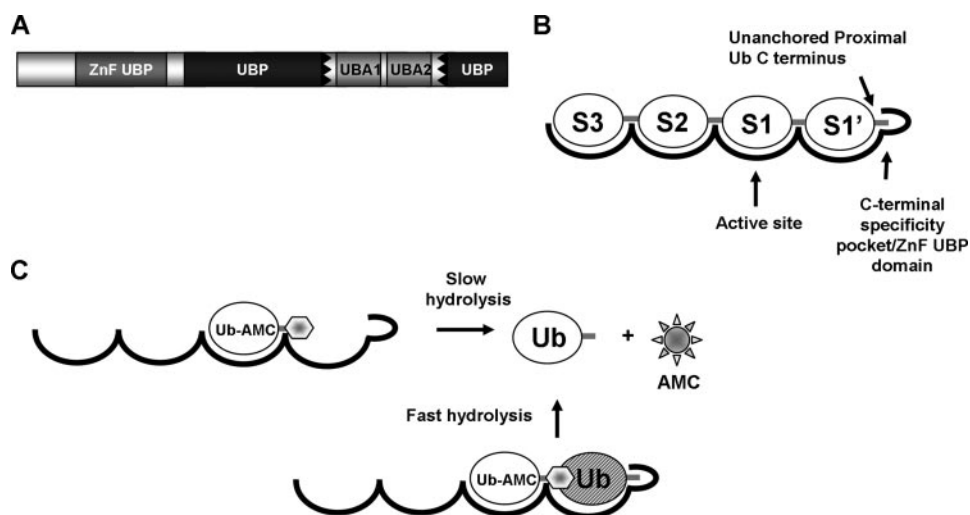 A
ZnF UBP
UBP
UBA1
UBA2
UBP
B
Unanchored Proximal
Ub C terminus
S3
S2
S1
S1'
Active site
C-terminal
specificity
pocket/ZnF UBP
domain
C
Ub-AMC
Slow
hydrolysis
Ub
+
AMC
Fast hydrolysis
Ub-AMC
Ub